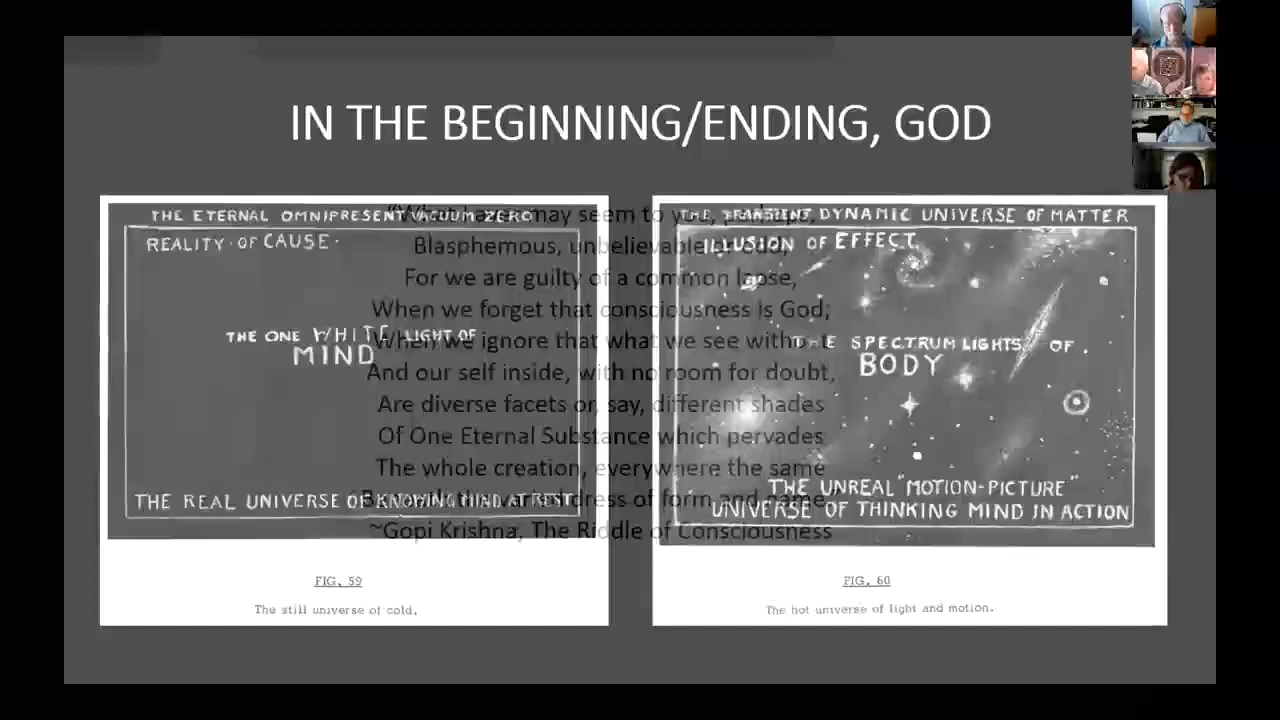 IN THE BEGINNING/ENDING, GOD
THE ETERNAL OMNIPRESENT VACUUM ZERO
REALITY · OF CAUSE ·
THE ONE WHITE LIGHT OF
MIND
THE REAL UNIVERSE OF KNOWING MIND AT REST
FIG. 59
The still universe of cold.
may seem to
Blasphemous, unbelievable
For we are guilty of a common lapse,
When we forget that consciousness is God;
When we ignore that what we see without
And our self inside, with no room for doubt,
Are diverse facets or, say, different shades
Of One Eternal Substance which pervades
The whole creation, everywhere the same
dress of form and name."
~Gopi Krishna, The Riddle of Consciousness
THE TRANSIENT DYNAMIC UNIVERSE OF MATTER
ILLUSION OF EFFECT.
THE SPECTRUM LIGHTS OF.
BODY
THE UNREAL "MOTION-PICTURE"
UNIVERSE OF THINKING MIND IN ACTION
FIG. 60
The hot universe of light and motion.